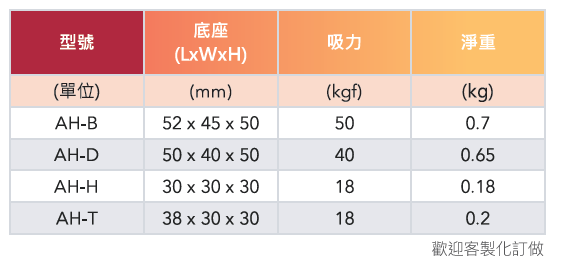 型號 底座 (LxWxH) 吸力 淨重
(單位) (mm) (kgf) (kg)
AH-B 52 x 45 x 50 50 0.7
AH-D 50 x 40 x 50 40 0.65
AH-H 30 x 30 x 30 18 0.18
AH-T 38 x 30 x 30 18 0.2
歡迎客製化訂做